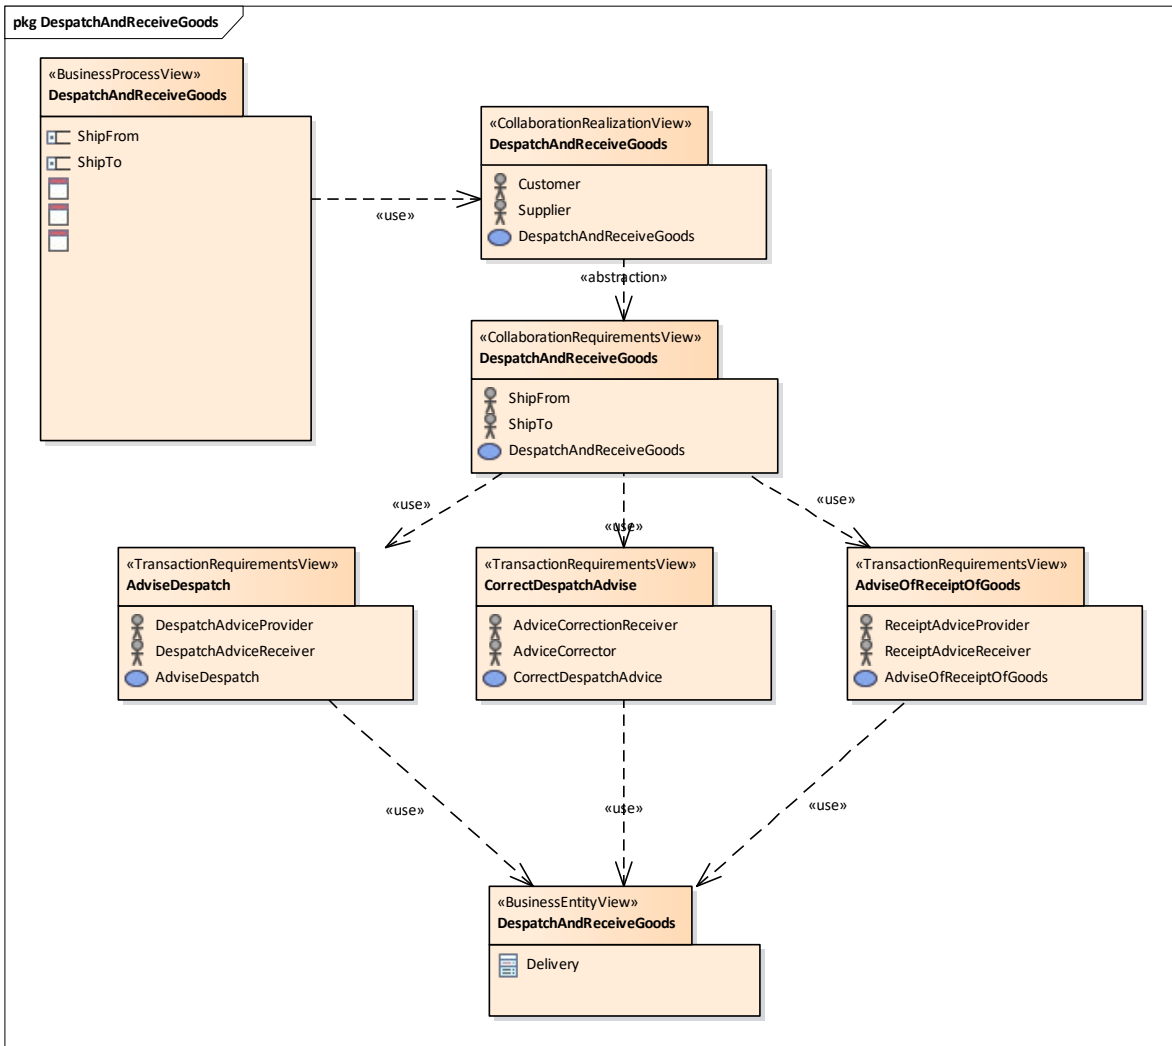 pkg DespatchAndReceiveGoods
«BusinessProcessView»
DespatchAndReceiveGoods
ShipFrom
ShipTo
«use»
«CollaborationRealizationView»
DespatchAndReceiveGoods
Customer
Supplier
DespatchAndReceiveGoods
«abstraction»
«CollaborationRequirementsView»
DespatchAndReceiveGoods
ShipFrom
ShipTo
DespatchAndReceiveGoods
«use»
«use»
«use»
«TransactionRequirementsView»
AdviseDespatch
DespatchAdviceProvider
DespatchAdviceReceiver
AdviseDespatch
«TransactionRequirementsView»
CorrectDespatchAdvise
AdviceCorrectionReceiver
AdviceCorrector
CorrectDespatchAdvice
«TransactionRequirementsView»
AdviseOfReceiptOfGoods
ReceiptAdviceProvider
ReceiptAdviceReceiver
AdviseOfReceiptOfGoods
«use»
«use»
«use»
«BusinessEntityView»
DespatchAndReceiveGoods
Delivery